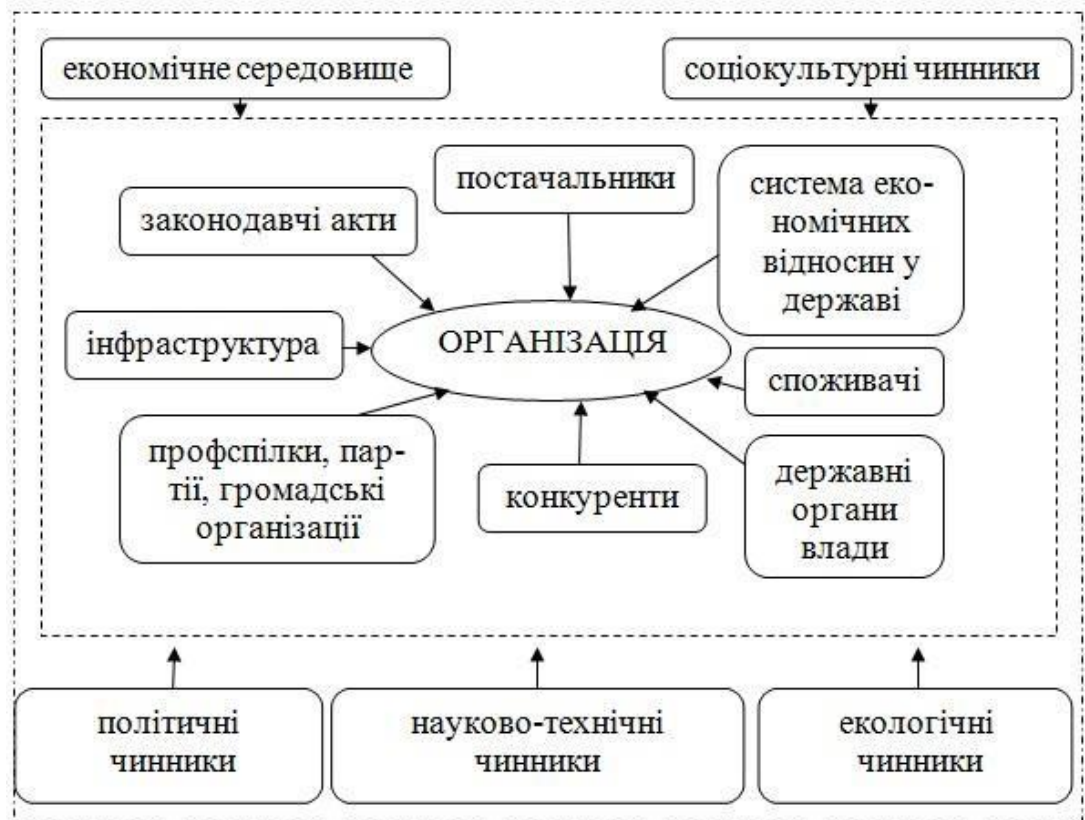 економічне середовище
соціокультурні чинники
постачальники
законодавчі акти
система еко-
номічних
відносин у
державі
інфраструктура
ОРГАНІЗАЦІЯ
споживачі
профспілки, пар-
тії, громадські
організації
конкуренти
державні
органи
влади
політичні
чинники
науково-технічні
чинники
екологічні
чинники